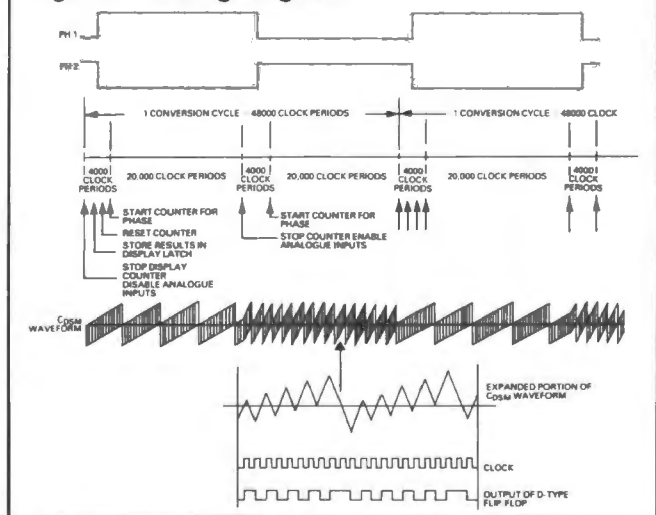 PH 1
PH 2
1 CONVERSION CYCLE 48000 CLOCK PERIODS
1 CONVERSION CYCLE 48000 CLOCK
4000 CLOCK PERIODS
20,000 CLOCK PERIODS
4000 CLOCK PERIODS
20,000 CLOCK PERIODS
4000 CLOCK PERIODS
20,000 CLOCK PERIODS
4000 CLOCK PERIODS
START COUNTER FOR
PHASE
RESET COUNTER
STORE RESULTS IN
DISPLAY LATCH
STOP DISPLAY
COUNTER
DISABLE ANALOGUE
INPUTS
START COUNTER FOR
PHASE
STOP COUNTER ENABLE
ANALOGUE INPUTS
CDSM
WAVEFORM
EXPANDED PORTION OF
CDSM WAVEFORM
CLOCK
OUTPUT OF D-TYPE
FLIP FLOP